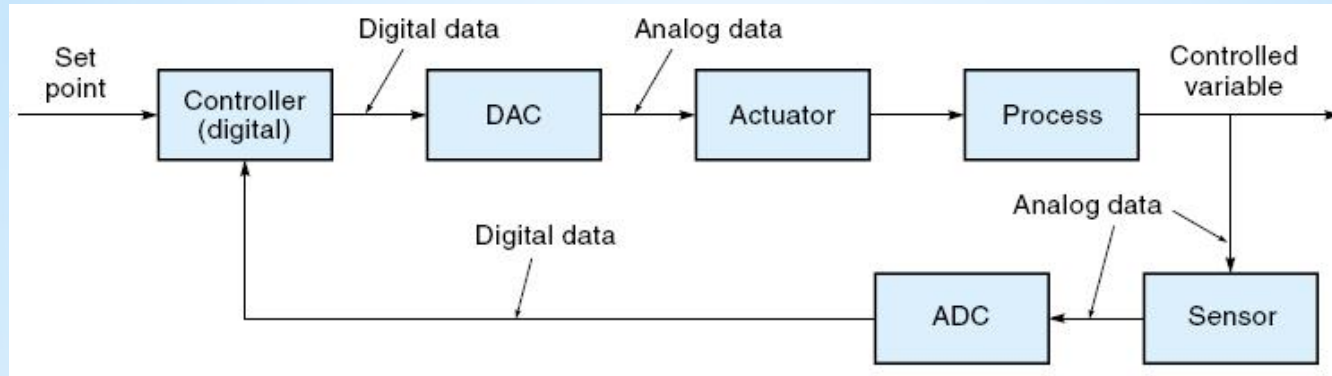 Set
point
Controller
(digital)
Digital data
DAC
Analog data
Actuator
Process
Controlled
variable
Analog data
Digital data
ADC
Sensor